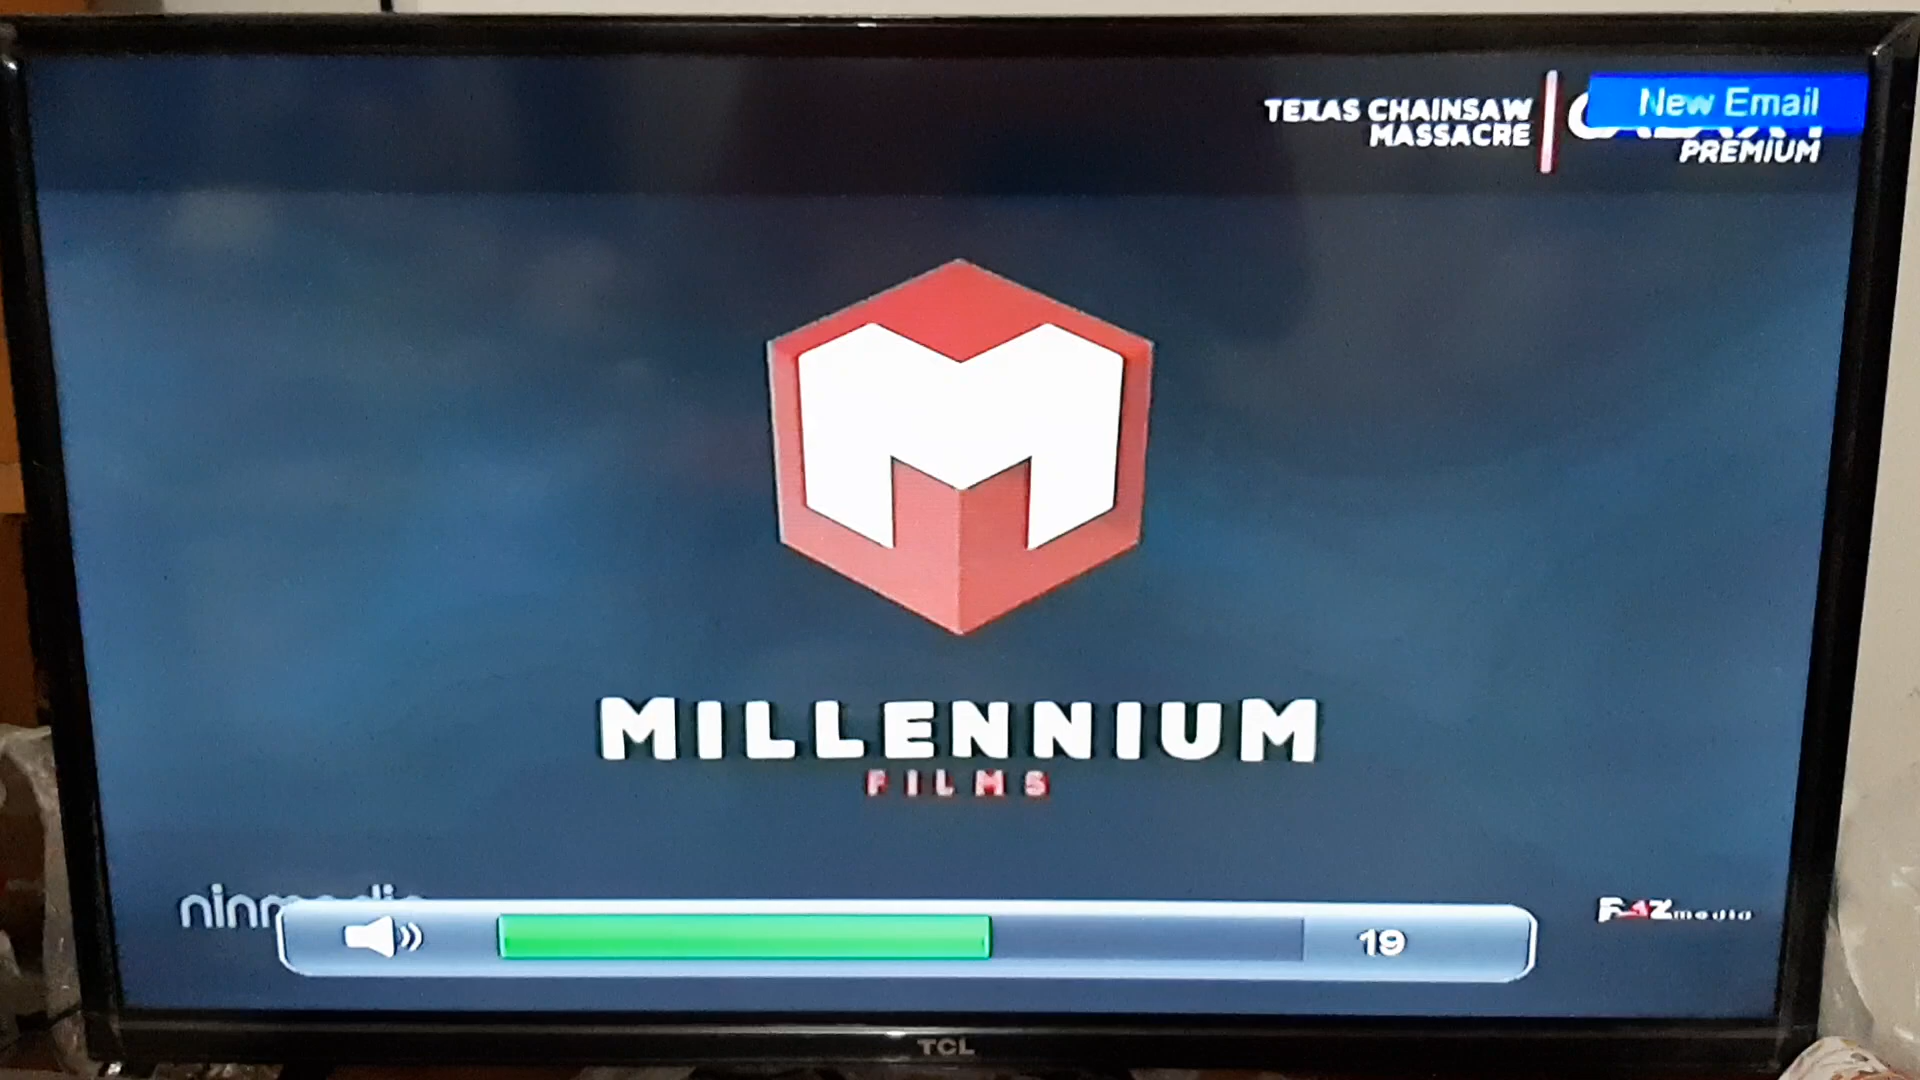 TEXAS CHAINSAW
MASSACRE
New Email
PREMIUM
MILLENNIUM
FILMS
19
TCL